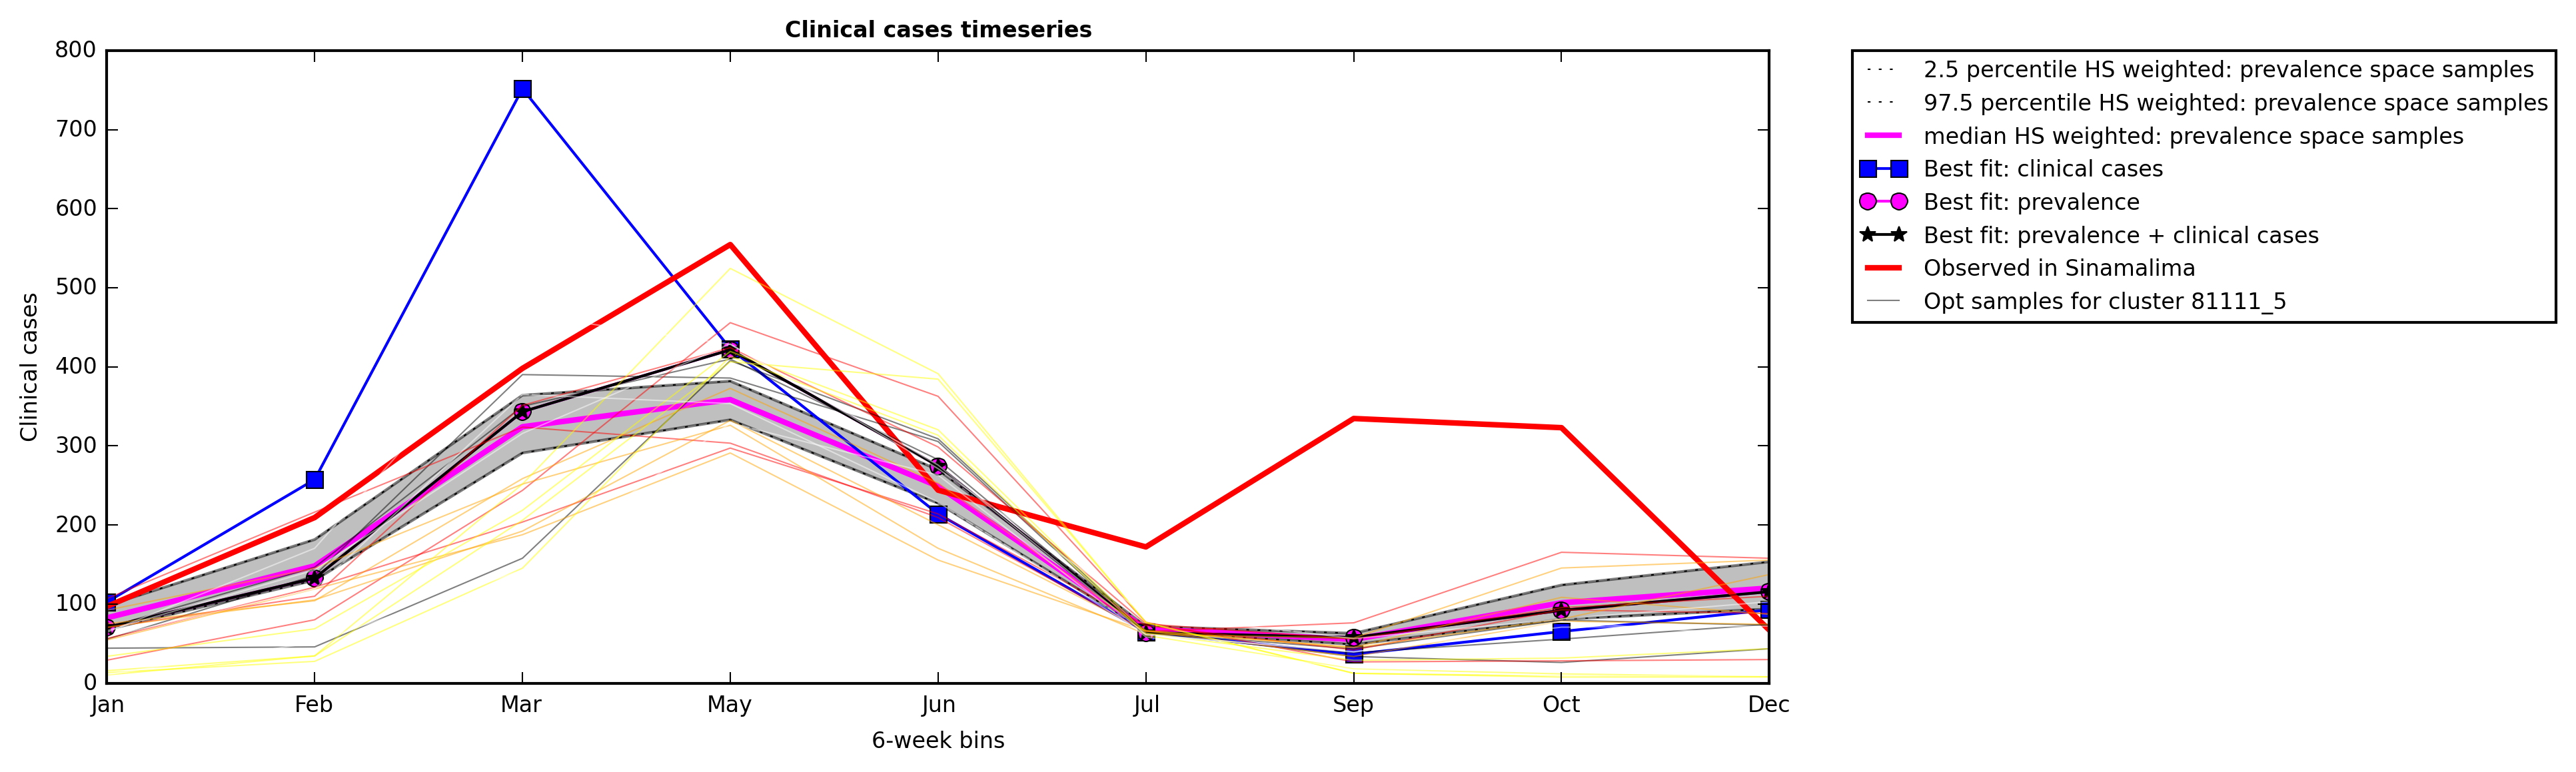 Clinical cases timeseries
800
700
600
500
400
300
200
100
0
Clinical cases
Jan Feb Mar May Jun Jul Sep Oct Dec
6-week bins
2.5 percentile HS weighted: prevalence space samples
97.5 percentile HS weighted: prevalence space samples
median HS weighted: prevalence space samples
Best fit: clinical cases
Best fit: prevalence
Best fit: prevalence + clinical cases
Observed in Sinamalima
Opt samples for cluster 81111_5